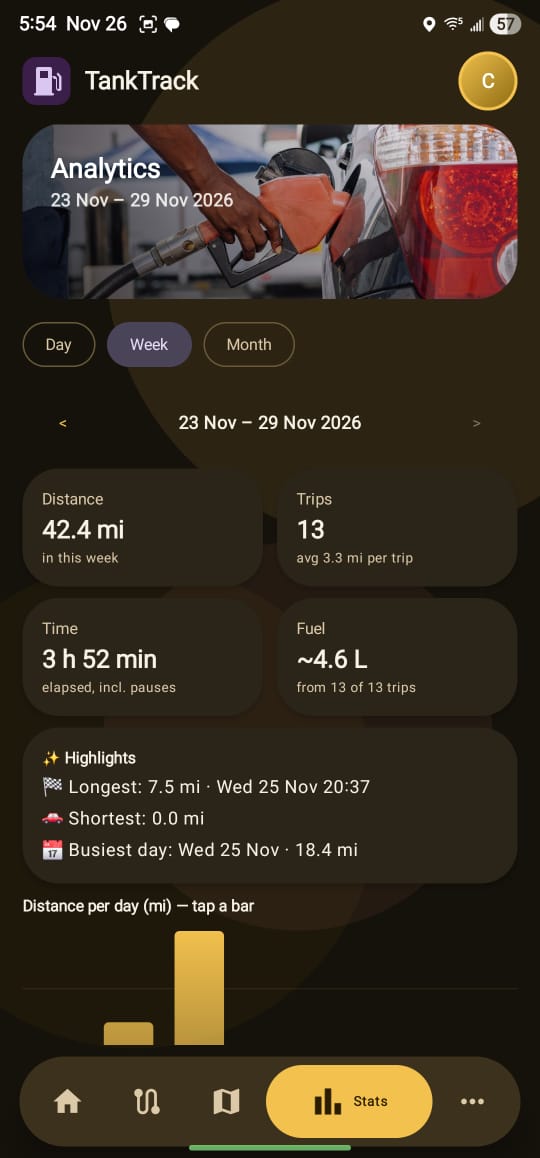 5:54 Nov 26 57
TankTrack C
Analytics
23 Nov – 29 Nov 2026
Day Week Month
< 23 Nov – 29 Nov 2026 >
Distance
42.4 mi
in this week
Trips
13
avg 3.3 mi per trip
Time
3 h 52 min
elapsed, incl. pauses
Fuel
~4.6 L
from 13 of 13 trips
✨ Highlights
🏁 Longest: 7.5 mi · Wed 25 Nov 20:37
🚗 Shortest: 0.0 mi
📅 Busiest day: Wed 25 Nov · 18.4 mi
Distance per day (mi) — tap a bar
Stats